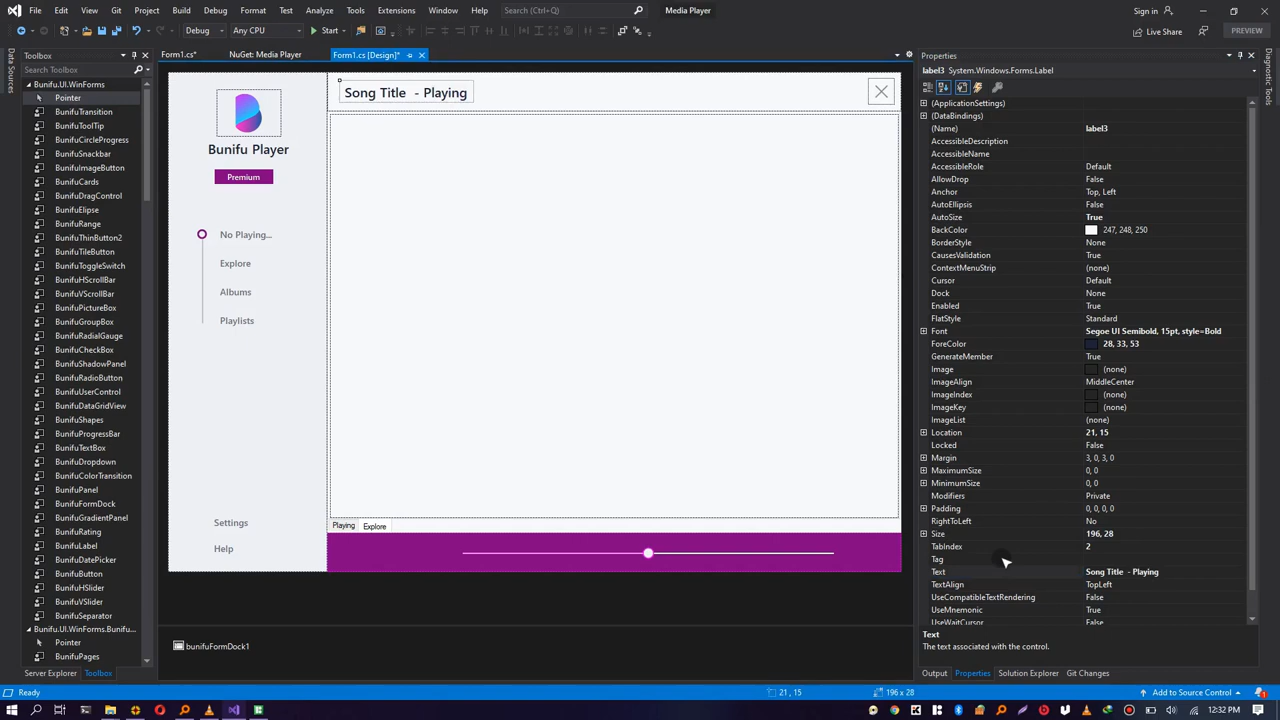 File Edit View Git Project Build Debug Format Test Analyze Tools Extensions Window Help Search (Ctrl+Q) Media Player Sign in
Debug Any CPU Start Live Share PREVIEW
Data Sources
Toolbox
Search Toolbox
Bunifu.UI.WinForms
Pointer
BunifuTransition
BunifuToolTip
BunifuCircleProgress
BunifuSnackbar
BunifuImageButton
BunifuCards
BunifuDragControl
BunifuElipse
BunifuRange
BunifuThinButton2
BunifuTileButton
BunifuToggleSwitch
BunifuHScrollBar
BunifuVScrollBar
BunifuPictureBox
BunifuGroupBox
BunifuRadialGauge
BunifuCheckBox
BunifuShadowPanel
BunifuRadioButton
BunifuUserControl
BunifuDataGridView
BunifuShapes
BunifuProgressBar
BunifuTextBox
BunifuDropdown
BunifuColorTransition
BunifuPanel
BunifuFormDock
BunifuGradientPanel
BunifuRating
BunifuLabel
BunifuDatePicker
BunifuButton
BunifuHSlider
BunifuVSlider
BunifuSeparator
Bunifu.UI.WinForms.Bunifu...
Pointer
BunifuPages
Server Explorer Toolbox
Form1.cs* NuGet: Media Player Form1.cs [Design]*
Bunifu Player
Premium
No Playing...
Explore
Albums
Playlists
Settings
Help
Song Title - Playing
Playing Explore
bunifuFormDock1
Properties
label3 System.Windows.Forms.Label
(ApplicationSettings)
(DataBindings)
(Name) label3
AccessibleDescription
AccessibleName
AccessibleRole Default
AllowDrop False
Anchor Top, Left
AutoEllipsis False
AutoSize True
BackColor 247, 248, 250
BorderStyle None
CausesValidation True
ContextMenuStrip (none)
Cursor Default
Dock None
Enabled True
FlatStyle Standard
Font Segoe UI Semibold, 15pt, style=Bold
ForeColor 28, 33, 53
GenerateMember True
Image (none)
ImageAlign MiddleCenter
ImageIndex (none)
ImageKey (none)
ImageList (none)
Location 21, 15
Locked False
Margin 3, 0, 3, 0
MaximumSize 0, 0
MinimumSize 0, 0
Modifiers Private
Padding 0, 0, 0, 0
RightToLeft No
Size 196, 28
TabIndex 2
Tag
Text Song Title - Playing
TextAlign TopLeft
UseCompatibleTextRendering False
UseMnemonic True
UseWaitCursor False
Text
The text associated with the control.
Output Properties Solution Explorer Git Changes
Diagnostic Tools
Ready 21 , 15 196 x 28 Add to Source Control 1
12:32 PM